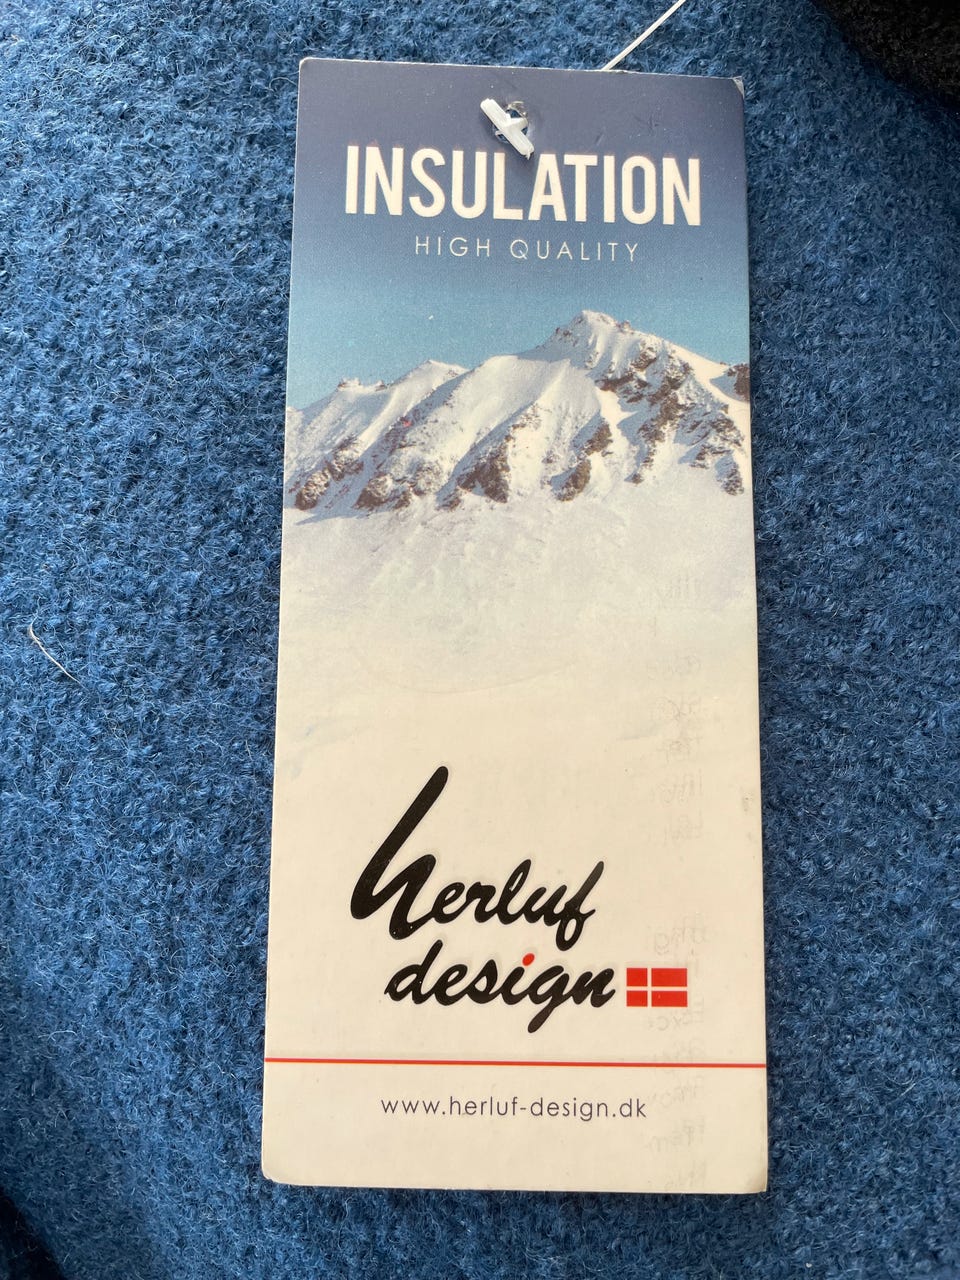 INSULATION
HIGH QUALITY
herluf
design
www.herluf-design.dk